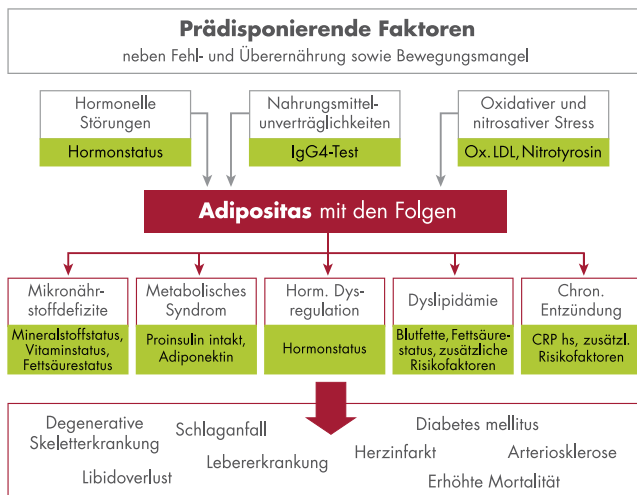 Prädisponierende Faktoren
neben Fehl- und Überernährung sowie Bewegungsmangel
Hormonelle
Störungen
Hormonstatus
Nahrungsmittel-
unverträglichkeiten
IgG4-Test
Oxidativer und
nitrosativer Stress
Ox. LDL, Nitrotyrosin
Adipositas mit den Folgen
Mikronähr-
stoffdefizite
Mineralstoffstatus,
Vitaminstatus,
Fettsäurestatus
Metabolisches
Syndrom
Proinsulin intakt,
Adiponektin
Horm. Dys-
regulation
Hormonstatus
Dyslipidämie
Blutfette, Fettsäure-
status, zusätzliche
Risikofaktoren
Chron.
Entzündung
CRP hs, zusätzl.
Risikofaktoren
Degenerative
Skeletterkrankung
Schlaganfall
Diabetes mellitus
Libidoverlust
Lebererkrankung
Herzinfarkt
Arteriosklerose
Erhöhte Mortalität